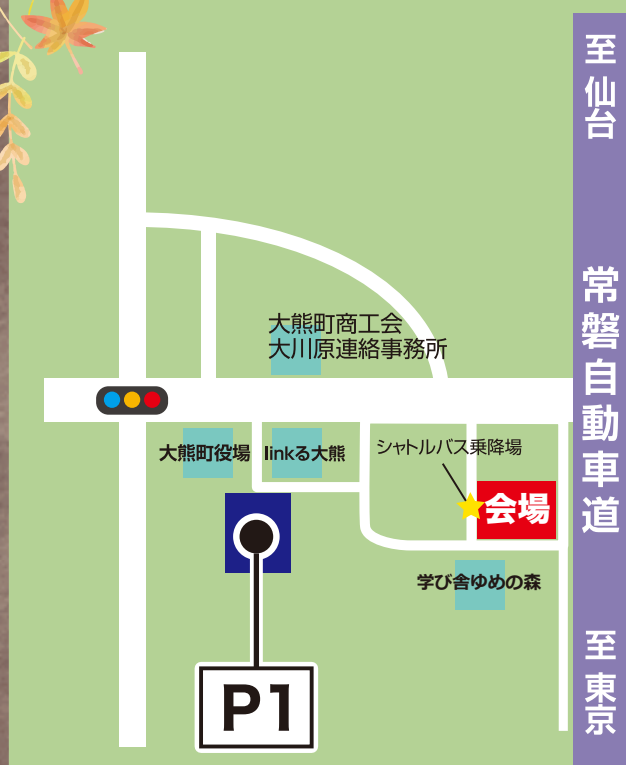 至 仙台
常磐自動車道
至 東京
大熊町商工会
大川原連絡事務所
大熊町役場
linkる大熊
シャトルバス乗降場
会場
学び舎ゆめの森
P1